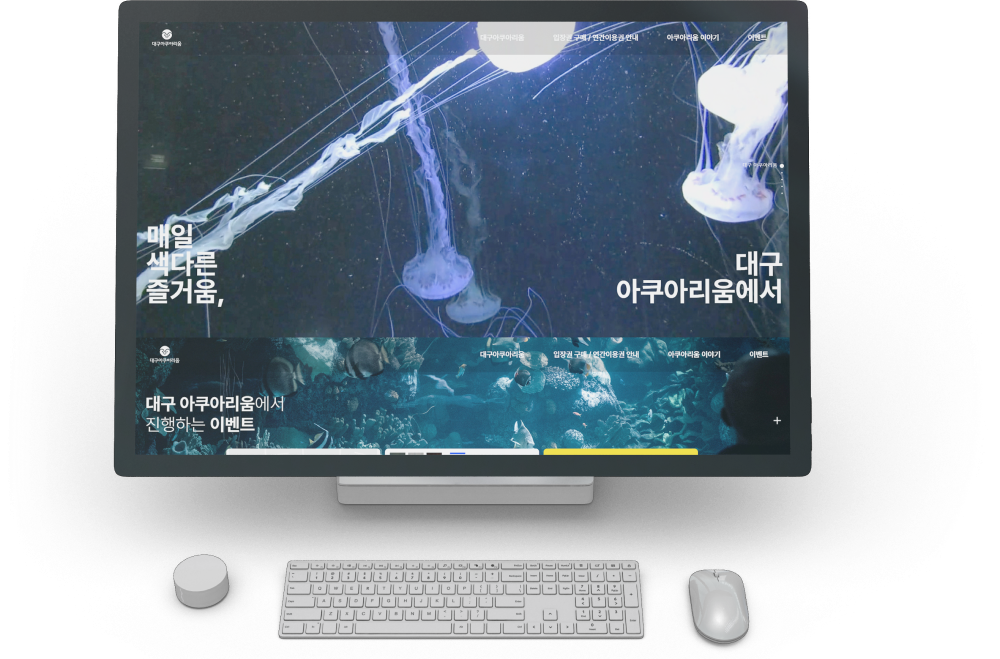 대구아쿠아리움
대구아쿠아리움 입장권 구매 / 연간이용권 안내 아쿠아리움 이야기 이벤트
대구 아쿠아리움
매일
색다른
즐거움,
대구
아쿠아리움에서
대구아쿠아리움
대구아쿠아리움 입장권 구매 / 연간이용권 안내 아쿠아리움 이야기 이벤트
대구 아쿠아리움에서
진행하는 이벤트
+